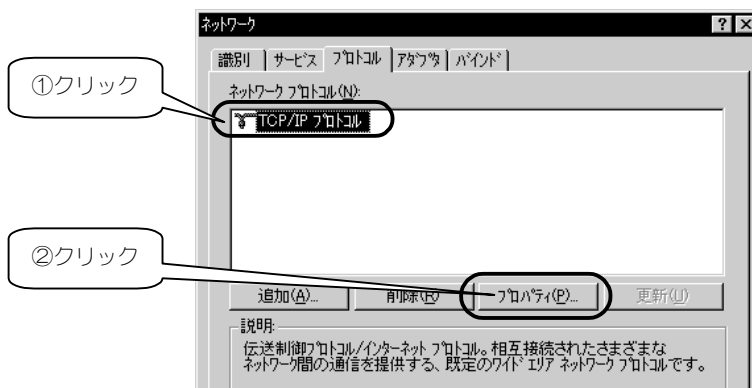 ネットワーク
識別 サービス プロトコル アダプタ バインド
①クリック
ネットワーク プロトコル(N):
TCP/IP プロトコル
②クリック
追加(A)... 削除(R) プロパティ(P)... 更新(U)
説明:
伝送制御プロトコル/インターネット プロトコル。相互接続されたさまざまな
ネットワーク間の通信を提供する、既定のワイド エリア ネットワーク プロトコルです。